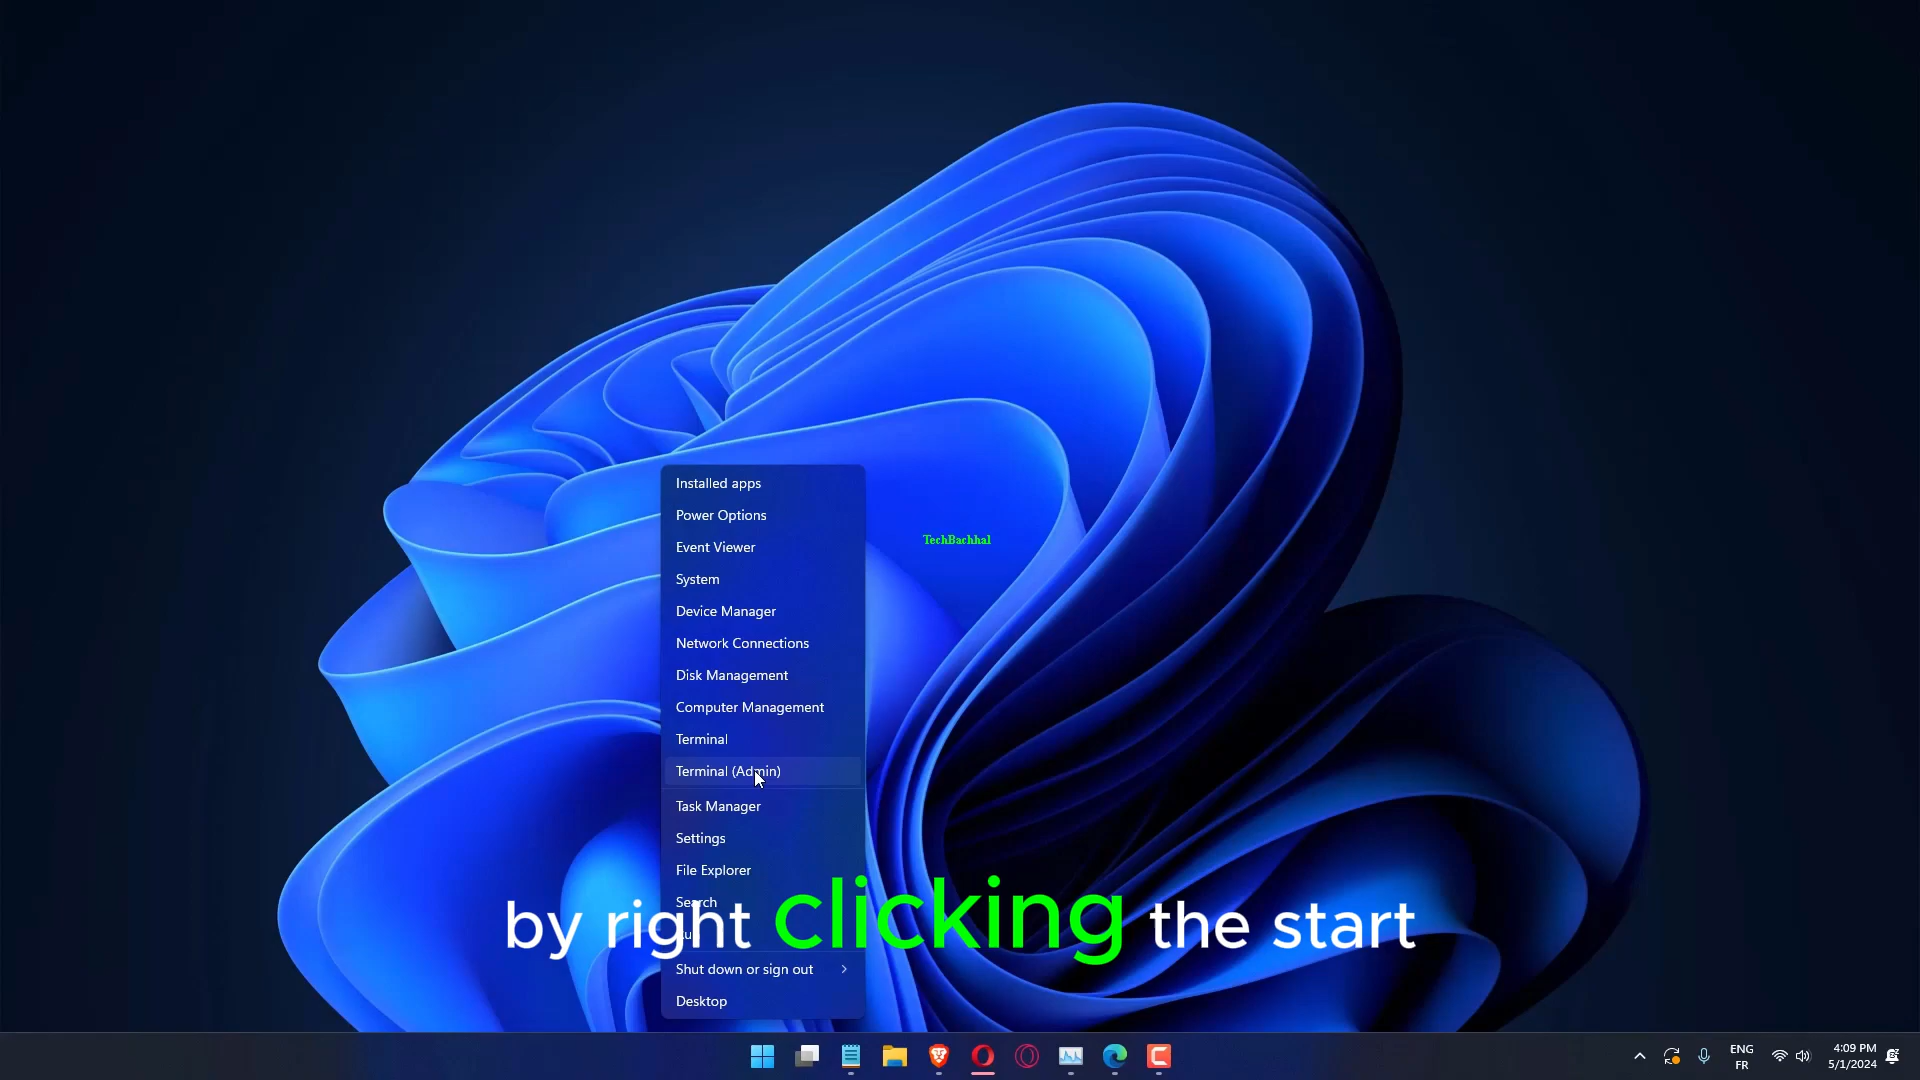 Installed apps
Power Options
Event Viewer
TechBachhal
System
Device Manager
Network Connections
Disk Management
Computer Management
Terminal
Terminal (Admin)
Task Manager
Settings
File Explorer
Search
by right clicking the start
Shut down or sign out
Desktop
ENG
FR
4:09 PM
5/1/2024